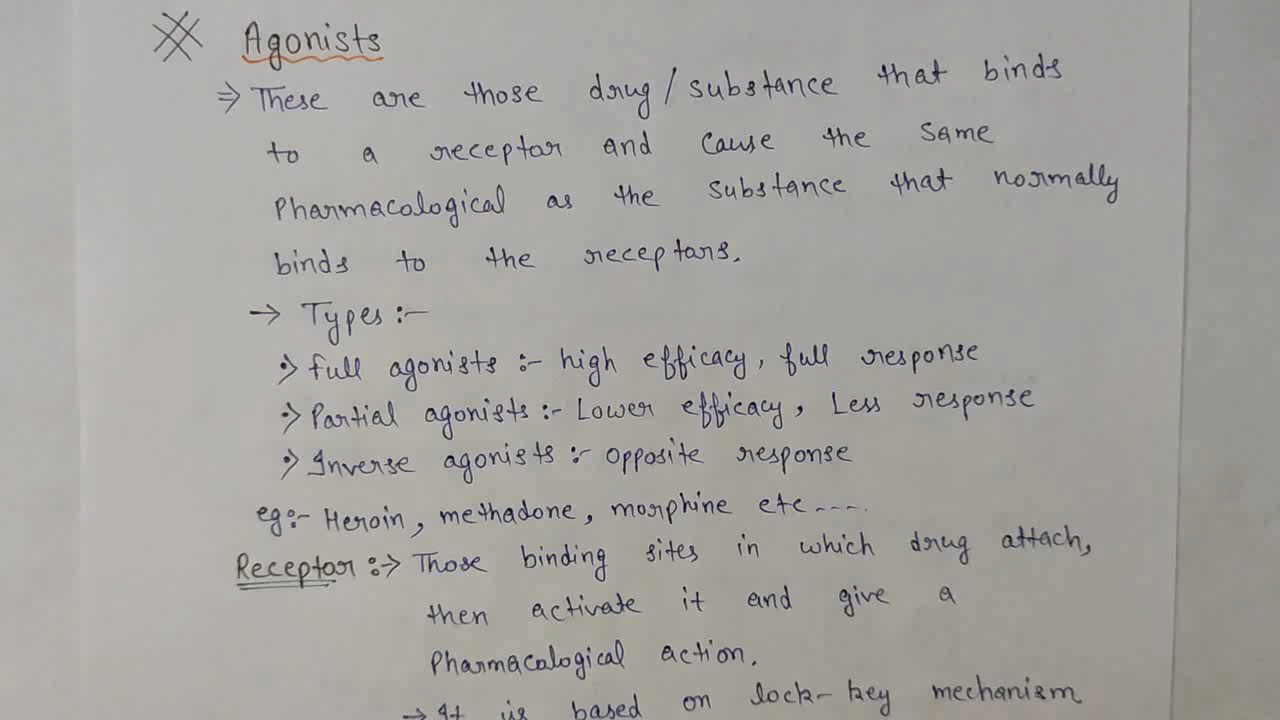 Agonists
⇒ These are those drug/substance that binds
to a receptor and cause the same
Pharmacological as the substance that normally
binds to the receptors.
→ Types :-
⇒ full agonists :- high efficacy, full response
⇒ Partial agonists :- Lower efficacy, Less response
⇒ Inverse agonists :- opposite response
eg:- Heroin, methadone, morphine etc ----.
Receptor :→ Those binding sites in which drug attach,
then activate it and give a
Pharmacological action.
→ It is based on lock-key mechanism